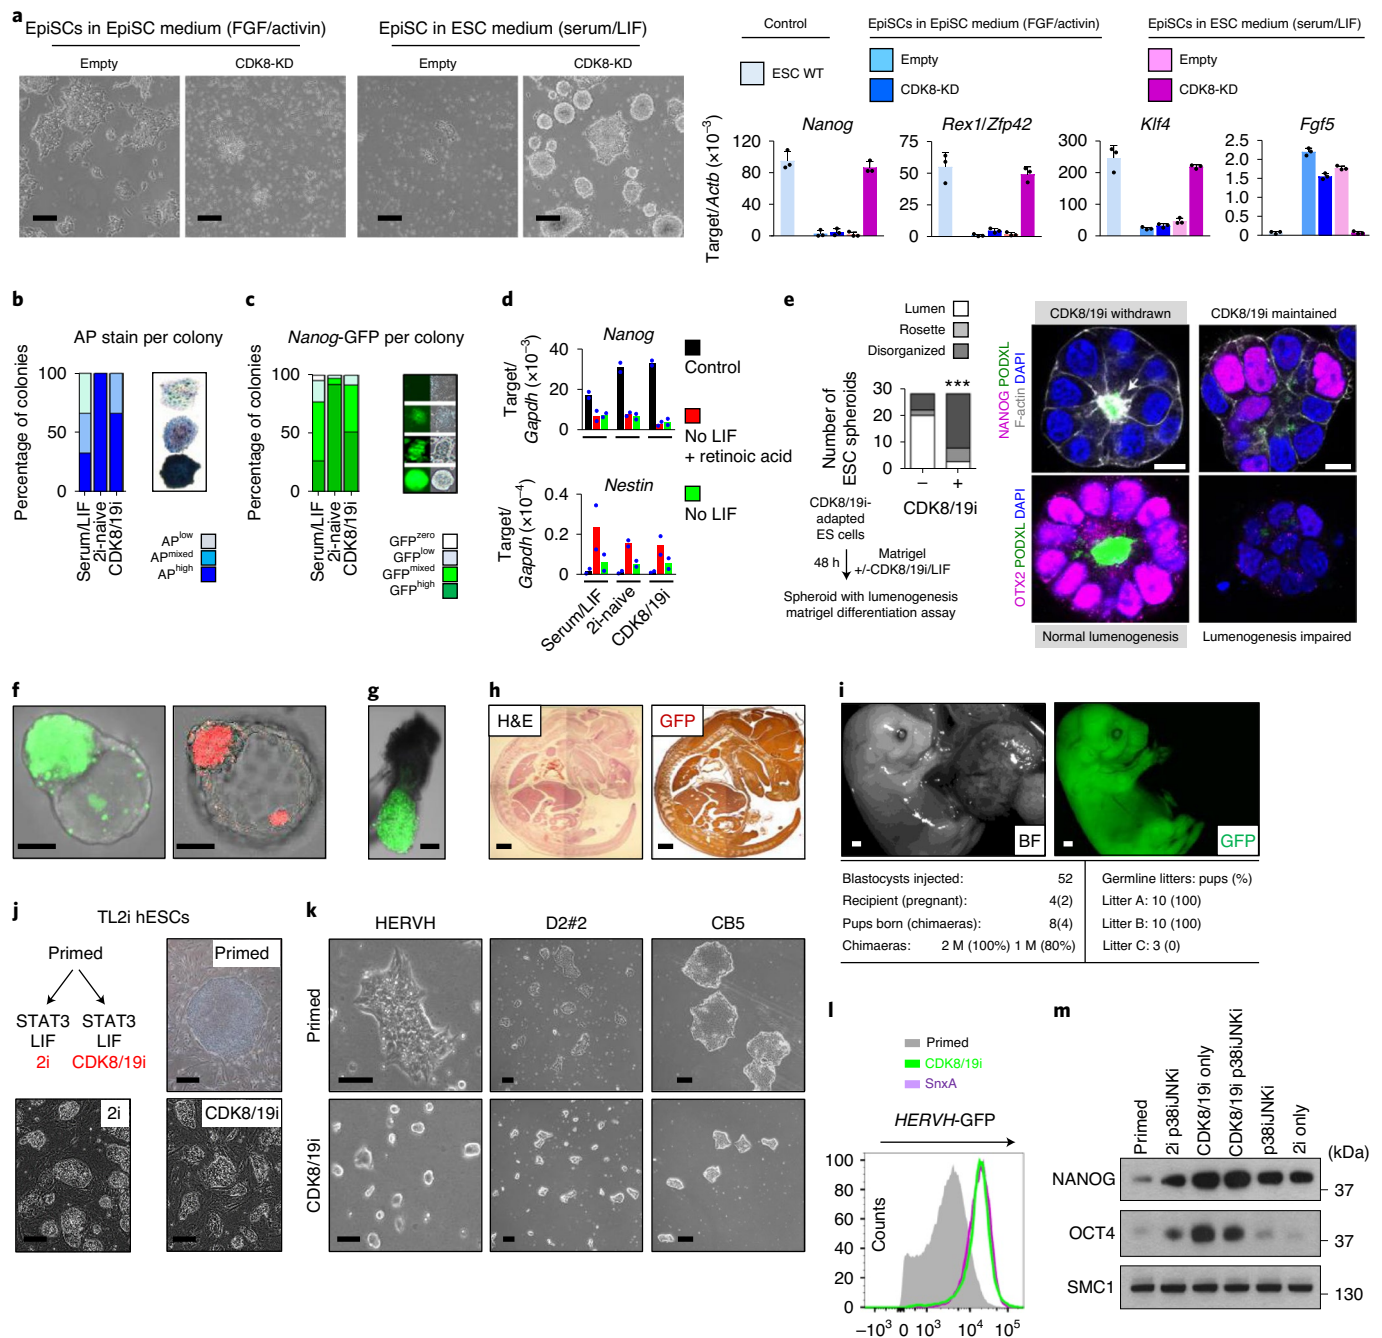 a
EpiSCs in EpiSC medium (FGF/activin)
EpiSC in ESC medium (serum/LIF)
Empty
CDK8-KD
Empty
CDK8-KD
Control
EpiSCs in EpiSC medium (FGF/activin)
EpiSCs in ESC medium (serum/LIF)
ESC WT
Empty
CDK8-KD
Empty
CDK8-KD
Target/Actb (×10⁻³)
Nanog
120
80
40
0
Rex1/Zfp42
75
50
25
0
Klf4
300
200
100
0
Fgf5
2.5
2.0
1.5
1.0
0.5
0
b
AP stain per colony
Percentage of colonies
100
50
0
Serum/LIF
2i-naive
CDK8/19i
APlow
APmixed
APhigh
c
Nanog-GFP per colony
Percentage of colonies
100
50
0
Serum/LIF
2i-naive
CDK8/19i
GFPzero
GFPlow
GFPmixed
GFPhigh
d
Nanog
Target/
Gapdh (×10⁻³)
40
20
0
Control
No LIF
+ retinoic acid
No LIF
Nestin
Target/
Gapdh (×10⁻⁴)
0.4
0.2
0
Serum/LIF
2i-naive
CDK8/19i
e
Lumen
Rosette
Disorganized
Number of
ESC spheroids
30
20
10
0
***
− +
CDK8/19i
CDK8/19i-
adapted
ES cells
48 h
Matrigel
+/-CDK8/19i/LIF
Spheroid with lumenogenesis
matrigel differentiation assay
CDK8/19i withdrawn
CDK8/19i maintained
NANOG PODXL
F-actin DAPI
OTX2 PODXL DAPI
Normal lumenogenesis
Lumenogenesis impaired
f
g
h
H&E
GFP
i
BF
GFP
Blastocysts injected: 52
Recipient (pregnant): 4(2)
Pups born (chimaeras): 8(4)
Chimaeras: 2 M (100%) 1 M (80%)
Germline litters: pups (%)
Litter A: 10 (100)
Litter B: 10 (100)
Litter C: 3 (0)
j
TL2i hESCs
Primed
STAT3 STAT3
LIF LIF
2i CDK8/19i
Primed
2i
CDK8/19i
k
HERVH
D2#2
CB5
Primed
CDK8/19i
l
Primed
CDK8/19i
SnxA
HERVH-GFP
Counts
100
80
60
40
20
0
−10³ 0 10³ 10⁴ 10⁵
m
Primed
2i p38iJNKi
CDK8/19i only
CDK8/19i p38iJNKi
p38iJNKi
2i only
(kDa)
NANOG
37
OCT4
37
SMC1
130